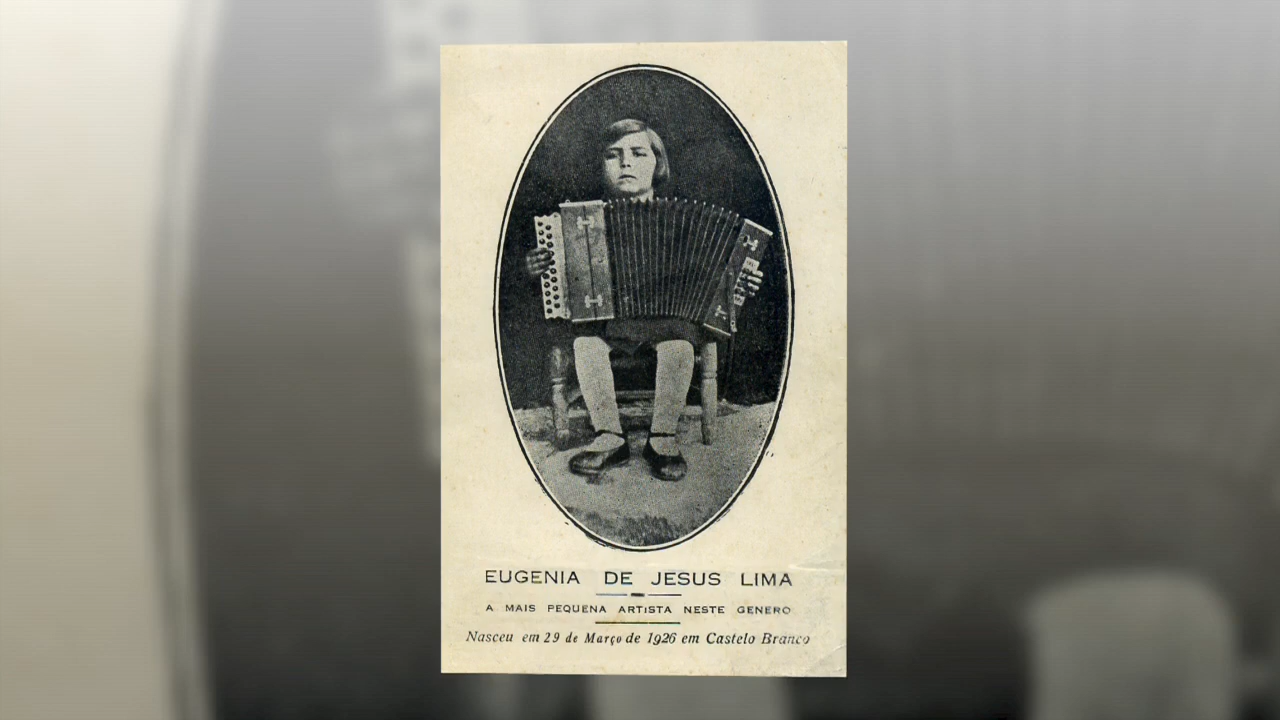 EUGENIA DE JESUS LIMA
A MAIS PEQUENA ARTISTA NESTE GENERO
Nasceu em 29 de Março de 1926 em Castelo Branco